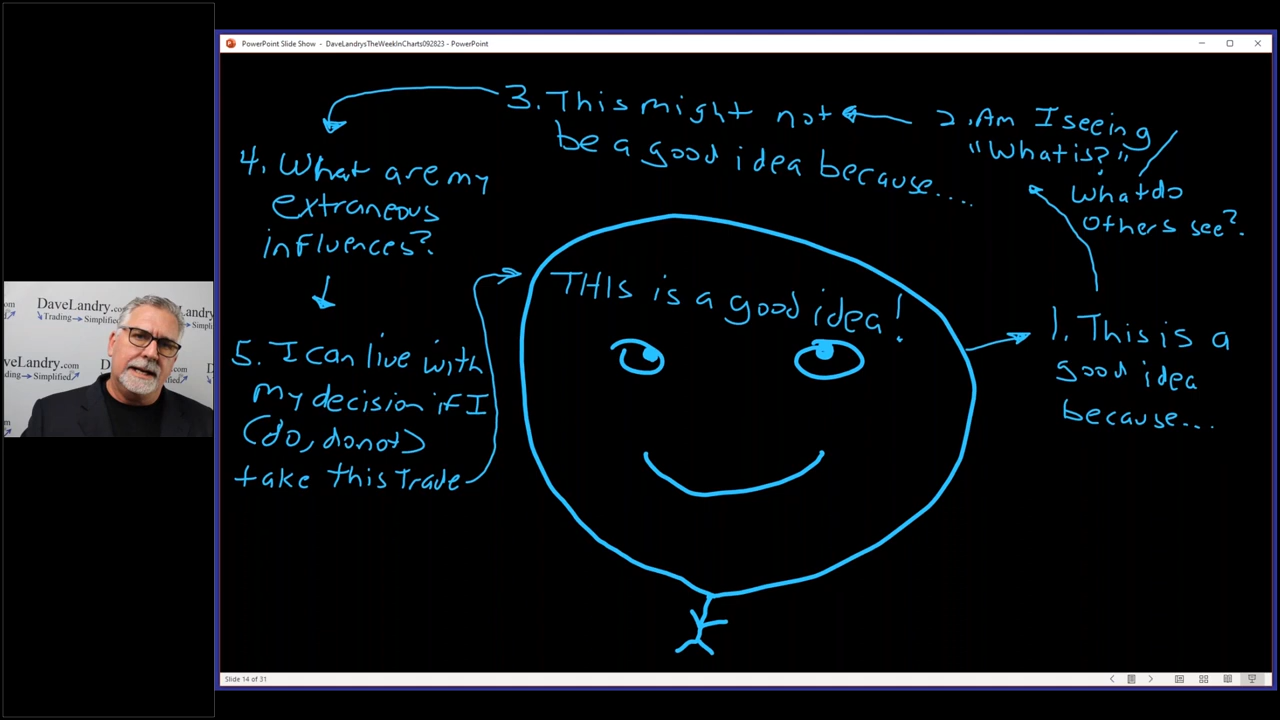 PowerPoint Slide Show - DaveLandrysTheWeekInCharts092823 - PowerPoint
3. This might not
be a good idea because....
2. Am I seeing
"What is?" /
What do
others see?
4. What are my
extraneous
influences?
THIs is a good idea!
1. This is a
good idea
because...
5. I can live with
my decision if I
(do, donot)
take this Trade
DaveLandry.com
Trading Simplified
Slide 14 of 31